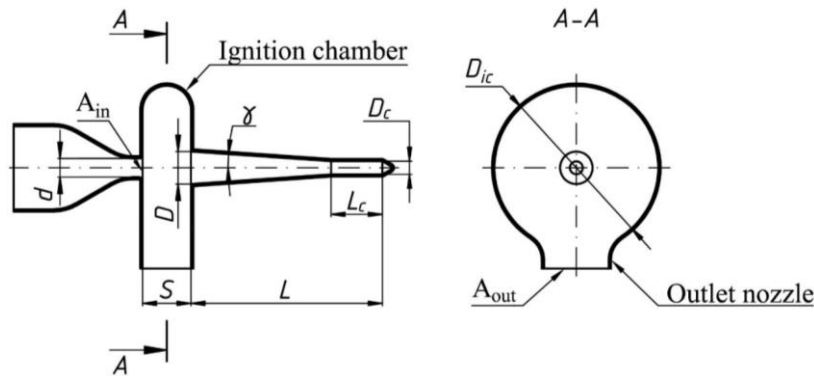 A
A-A
Ignition chamber
D_ic
A_in
γ
D_c
d
D
L_c
S
L
A_out
Outlet nozzle
A